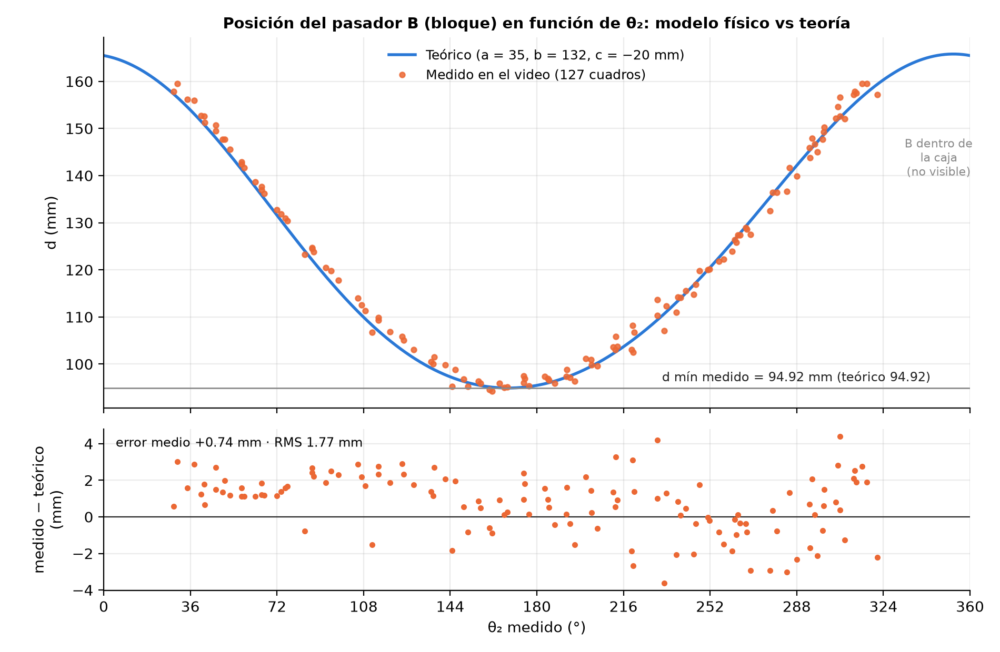 Posición del pasador B (bloque) en función de θ₂: modelo físico vs teoría
Teórico (a = 35, b = 132, c = −20 mm)
Medido en el video (127 cuadros)
160
150
140
130
120
110
100
d (mm)
B dentro de
la caja
(no visible)
d mín medido = 94.92 mm (teórico 94.92)
error medio +0.74 mm · RMS 1.77 mm
4
2
0
−2
−4
medido − teórico
(mm)
0
36
72
108
144
180
216
252
288
324
360
θ₂ medido (°)